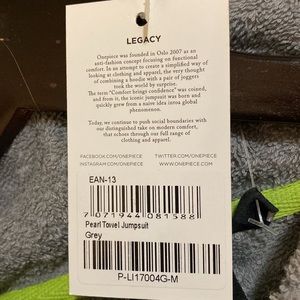 LEGACY
Onepiece was founded in Oslo 2007 as an
anti-fashion concept focusing on functional
comfort. In an attempt to create a simplified way of
looking at clothing and apparel, the very thought
of combining a hoodie with a pair of joggers
took the world by surprise.
The term "Comfort brings confidence" was coined,
and from it, the iconic jumpsuit was born and
quickly grew from a naive idea intoa global
phenomenon.
Today, we continue to push social boundaries with
our distinguished take on modern comfort,
that echoes through our full range of
clothing and apparel.
FACEBOOK.COM/ONEPIECE
TWITTER.COM/ONEPIECE
INSTAGRAM.COM/ONEPIECE
WWW.ONEPIECE.COM
EAN-13
7 071944 081588
Pearl Towel Jumpsuit
Grey
P-LI17004G-M